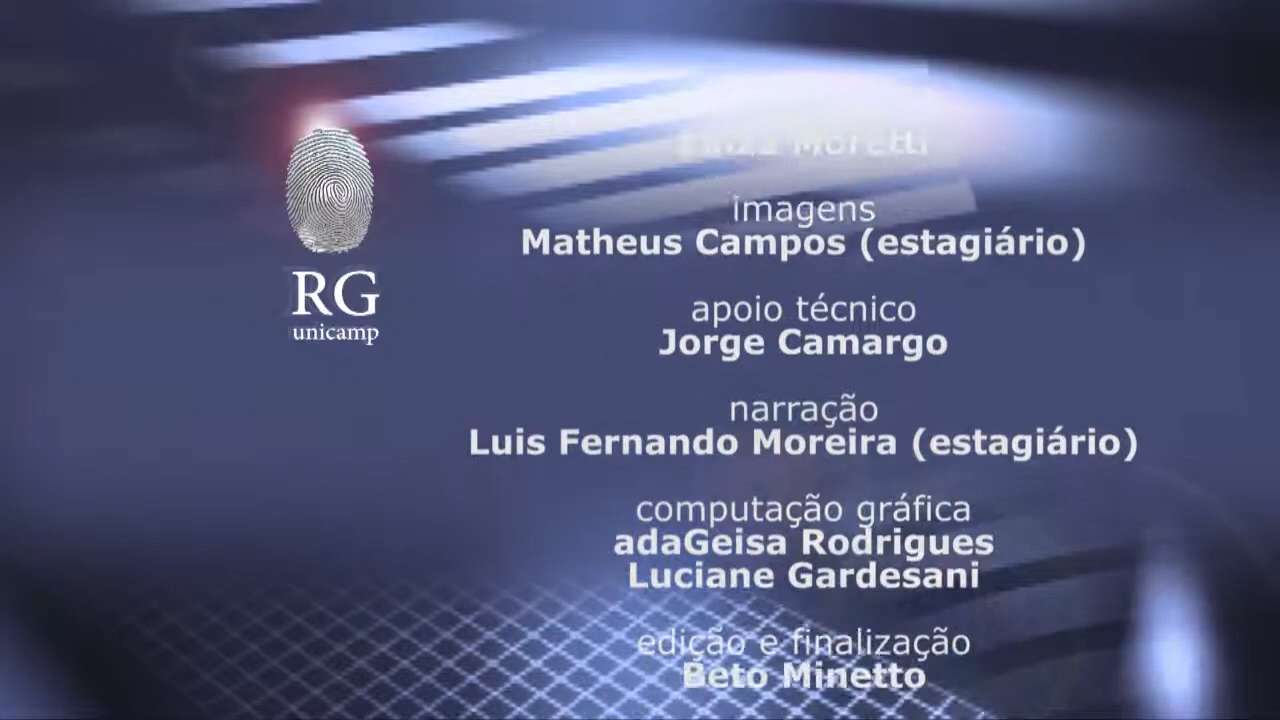 RG
unicamp
Moretti
imagens
Matheus Campos (estagiário)
apoio técnico
Jorge Camargo
narração
Luis Fernando Moreira (estagiário)
computação gráfica
adaGeisa Rodrigues
Luciane Gardesani
edição e finalização
Beto Minetto